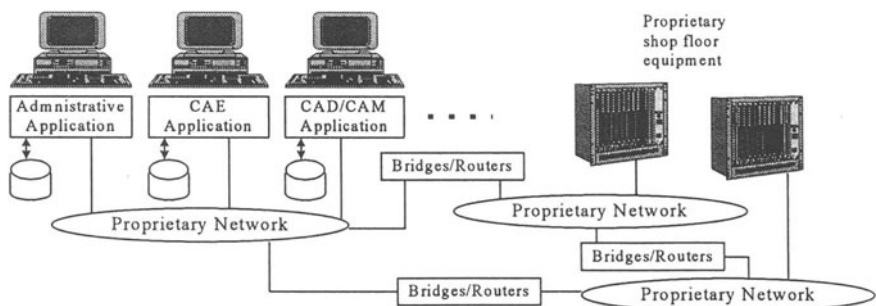 Proprietary
shop floor
equipment
Admnistrative
Application
CAE
Application
CAD/CAM
Application
Bridges/Routers
Proprietary Network
Proprietary Network
Bridges/Routers
Bridges/Routers
Proprietary Network